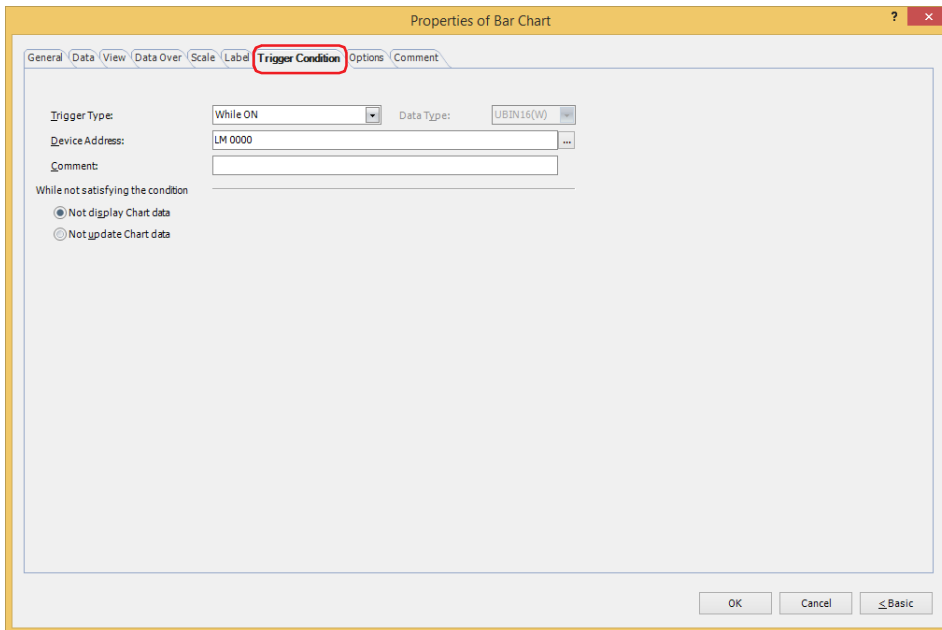 Properties of Bar Chart ? ×
General Data View Data Over Scale Label Trigger Condition Options Comment
Trigger Type: While ON Data Type: UBIN16(W)
Device Address: LM 0000 ...
Comment:
While not satisfying the condition
Not display Chart data
Not update Chart data
OK Cancel < Basic